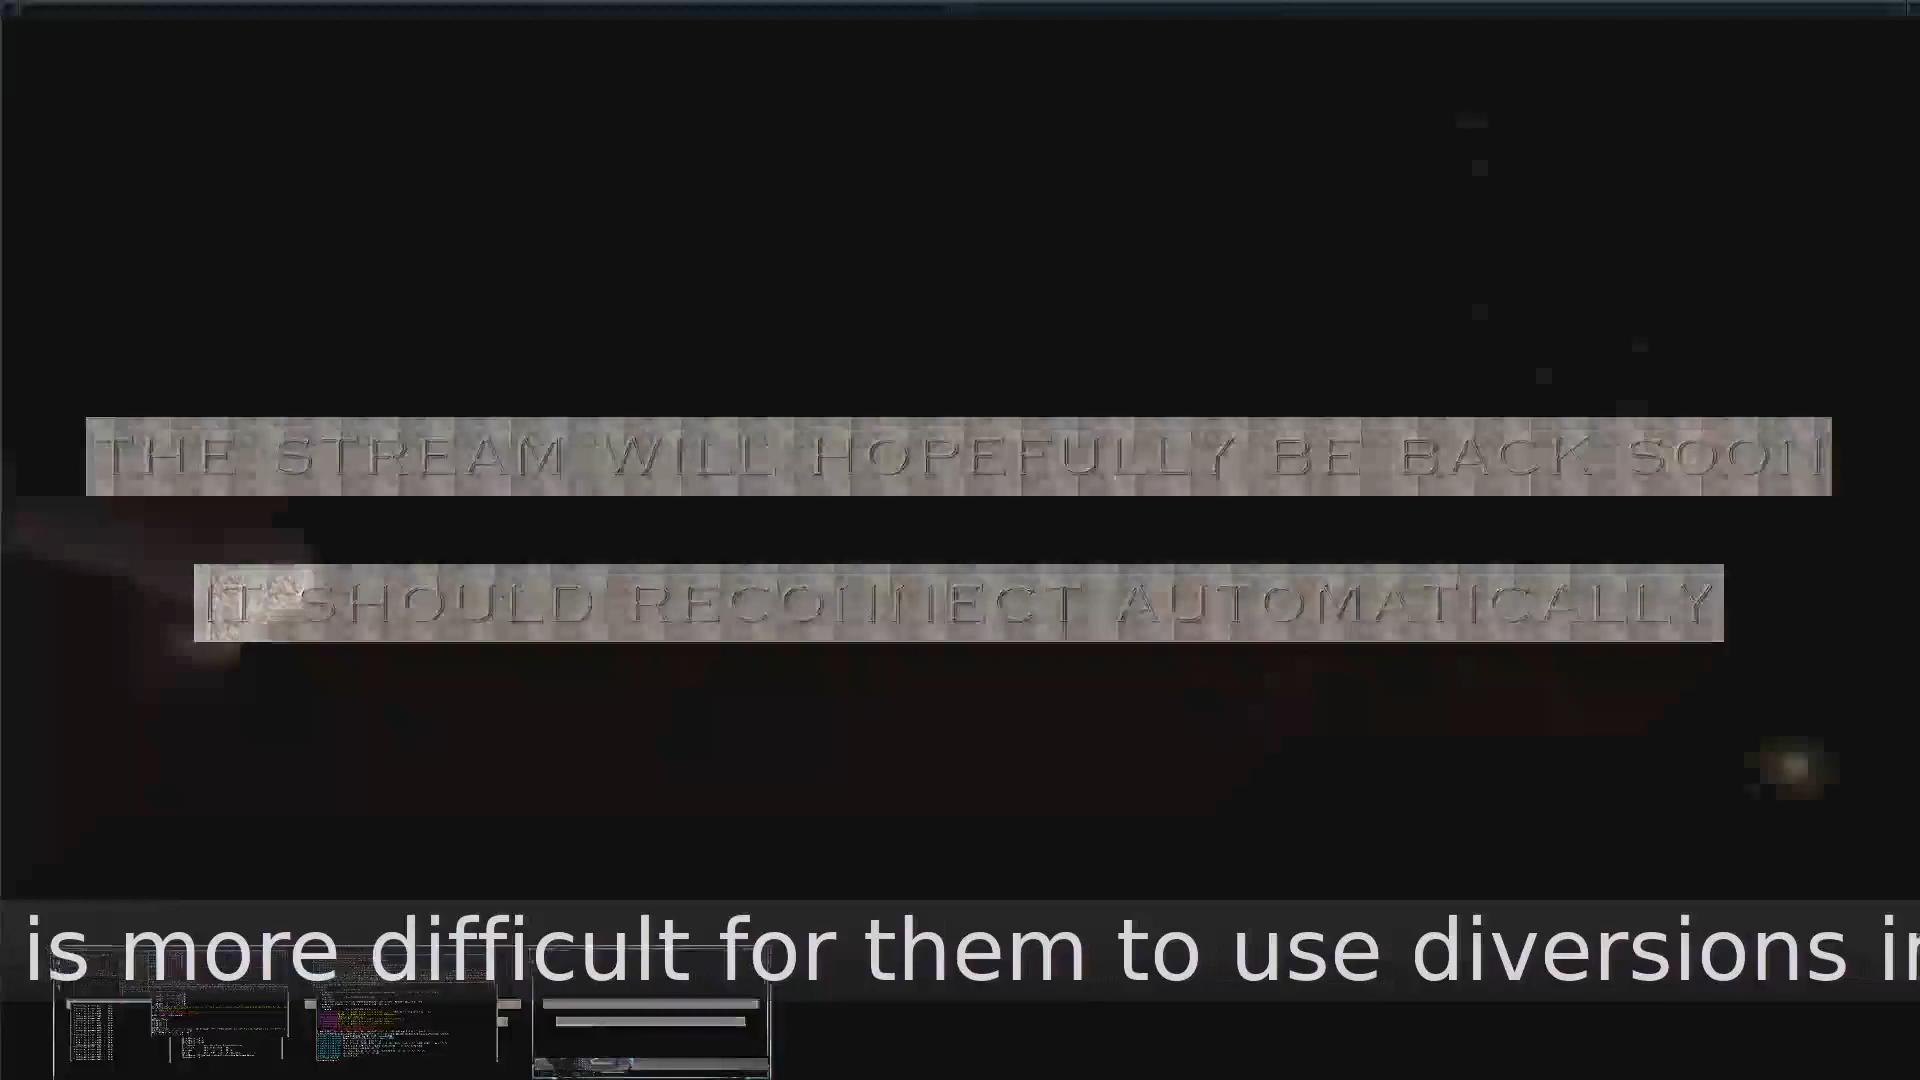 THE STREAM WILL HOPEFULLY BE BACK SOON
IT SHOULD RECONNECT AUTOMATICALLY
is more difficult for them to use diversions